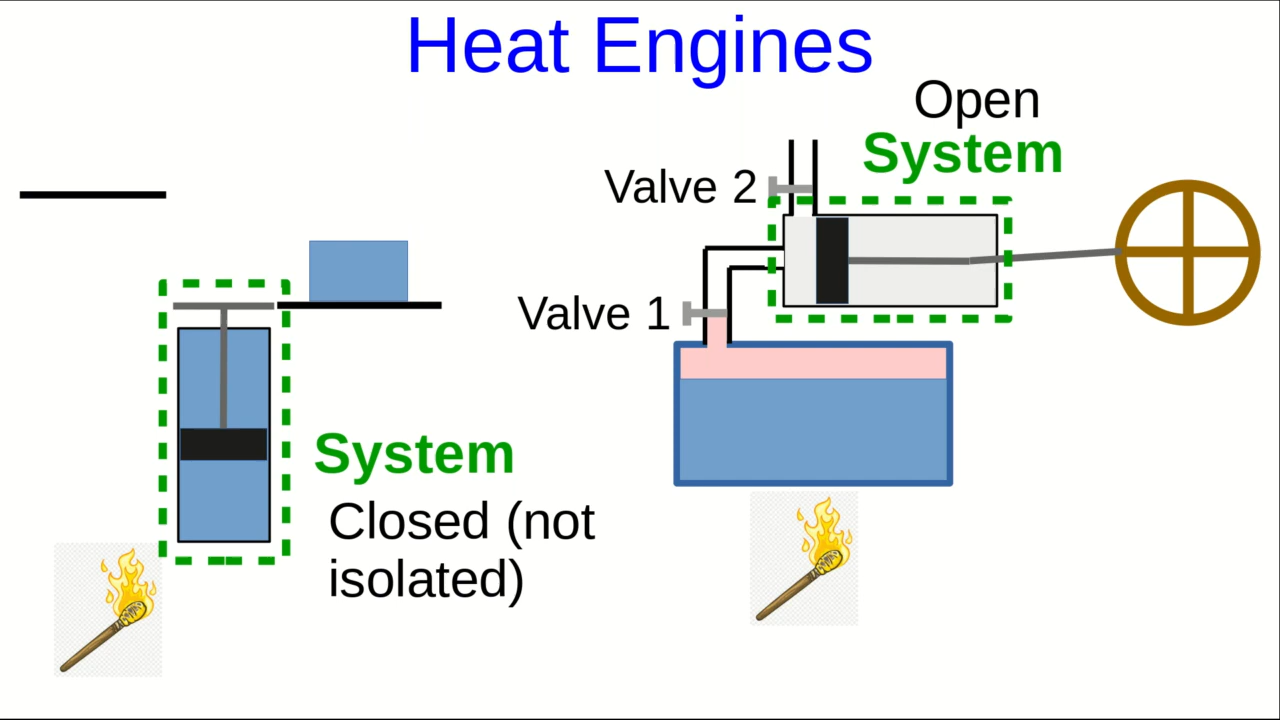 Heat Engines
Open
System
Valve 2
Valve 1
System
Closed (not
isolated)